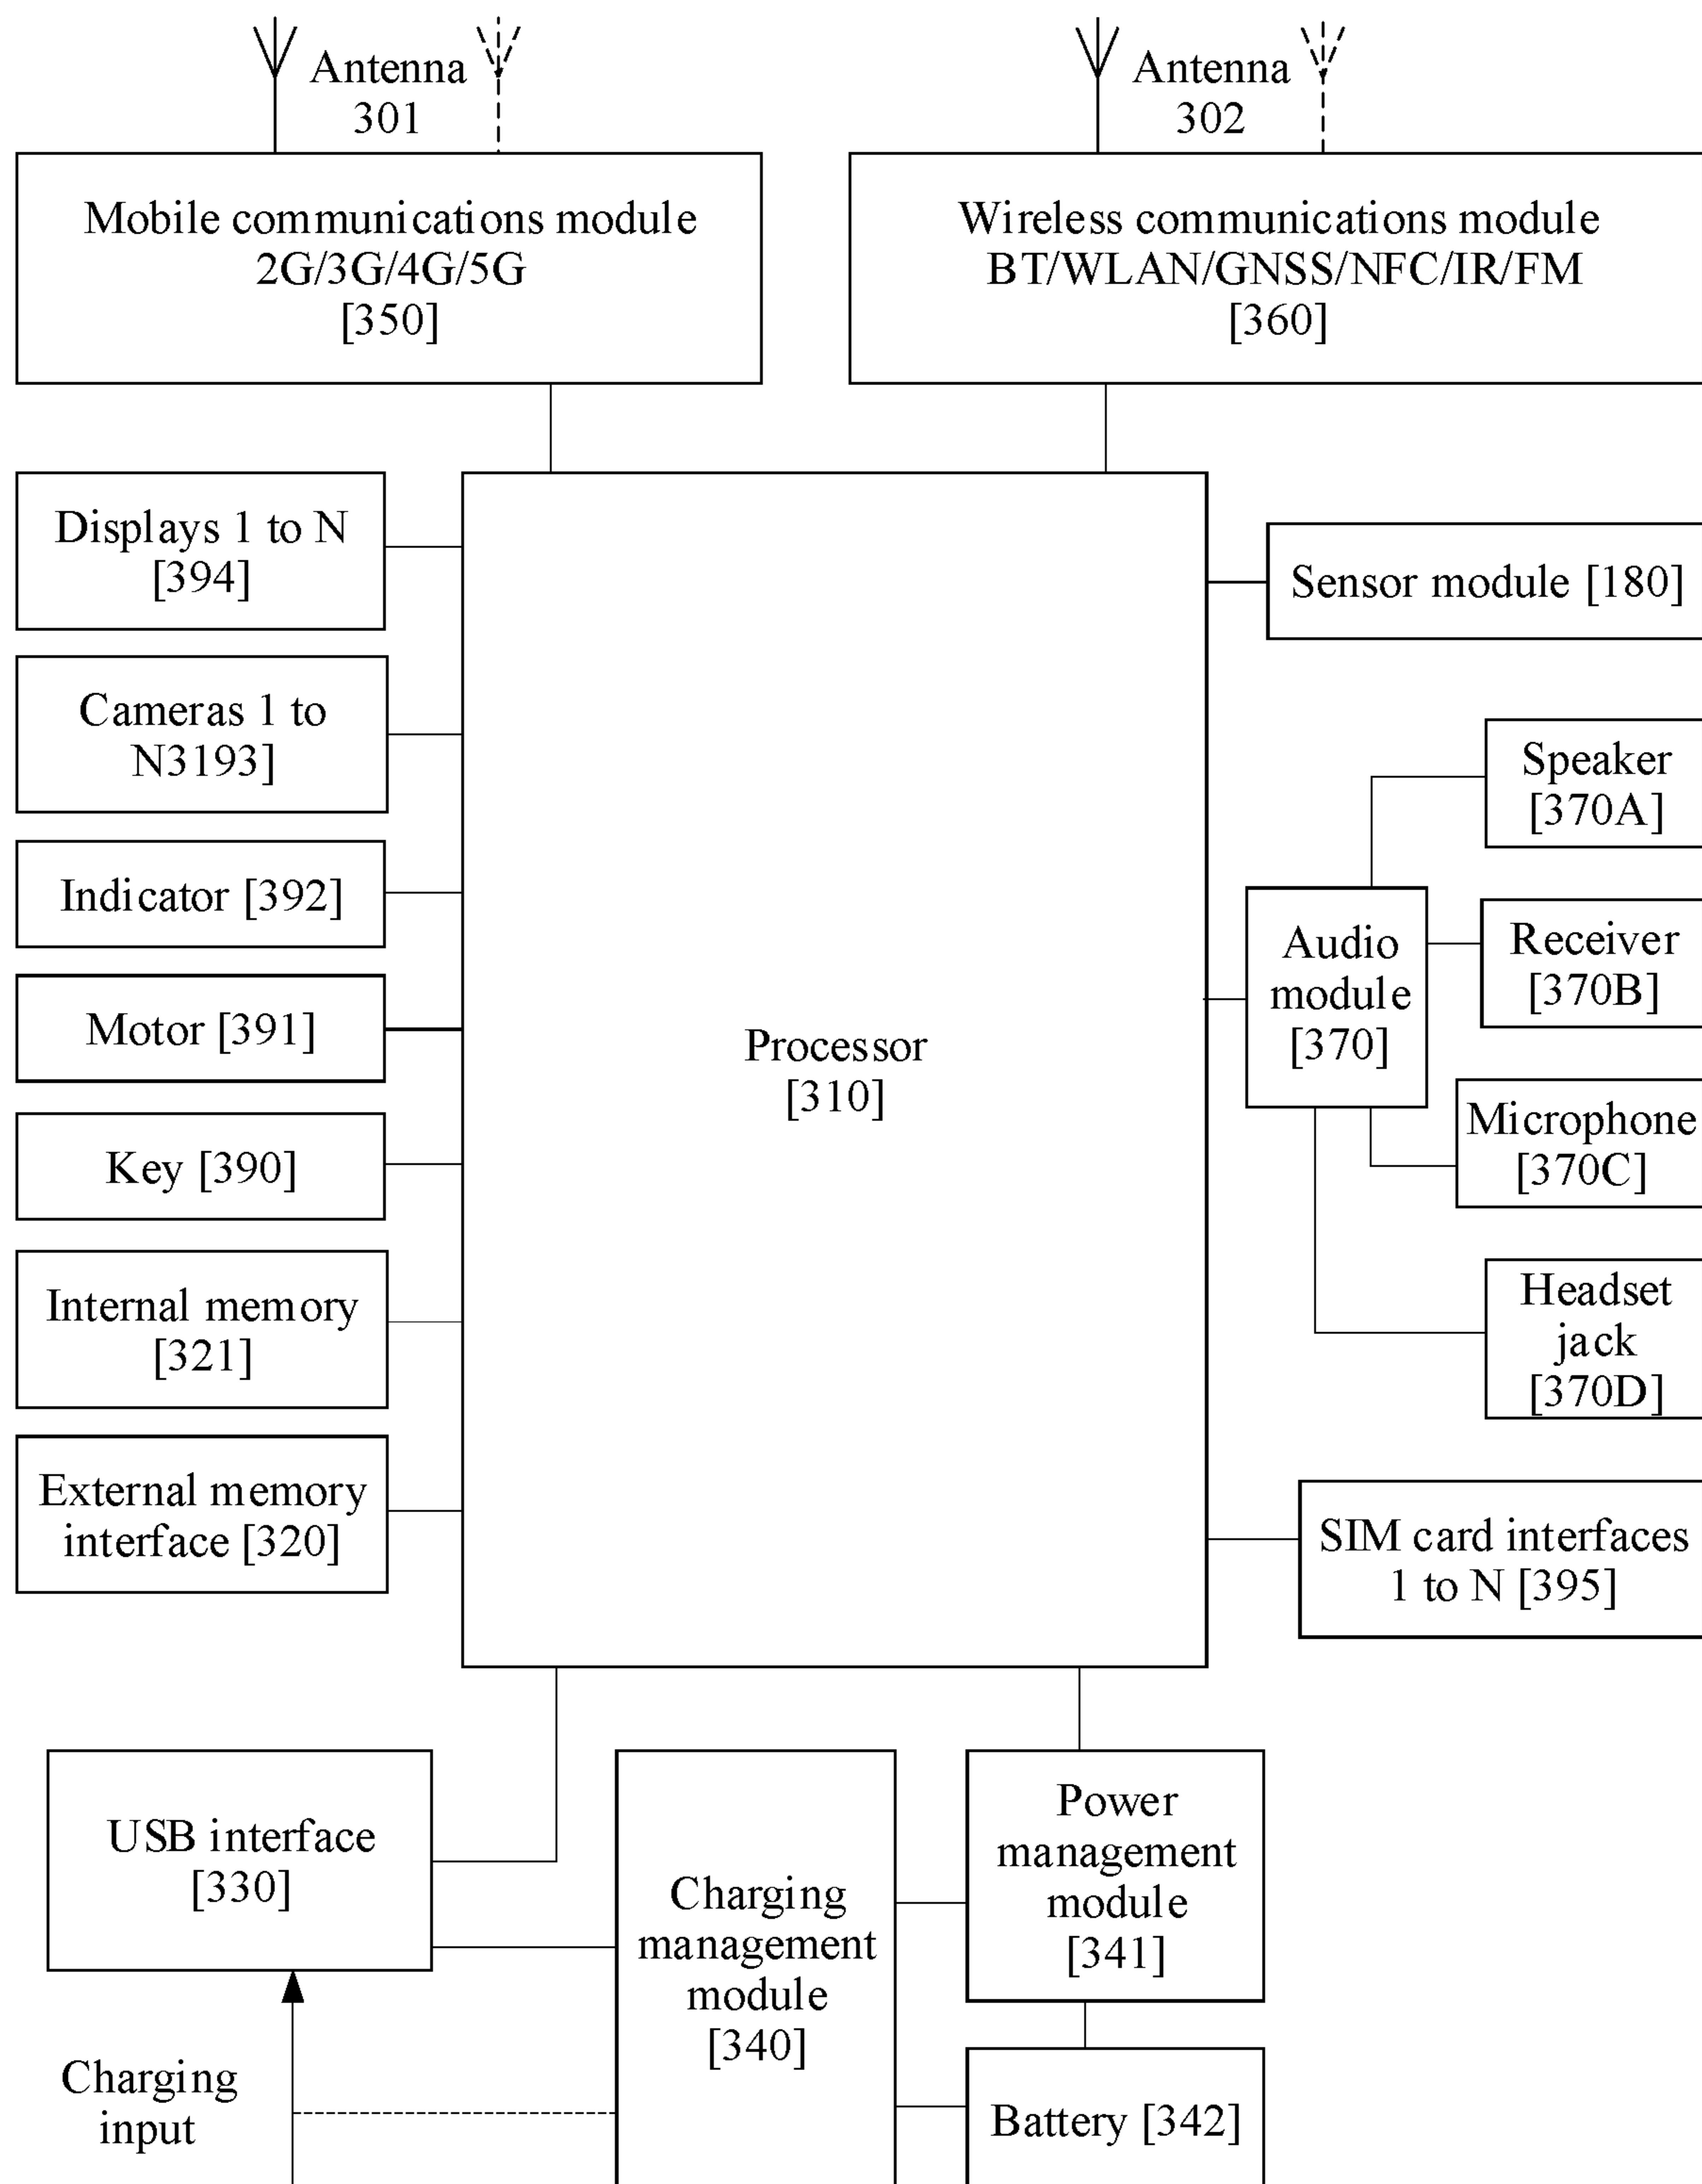 Antenna
301
Antenna
302
Mobile communications module
2G/3G/4G/5G
[350]
Wireless communications module
BT/WLAN/GNSS/NFC/IR/FM
[360]
Displays 1 to N
[394]
Cameras 1 to
N3193]
Indicator [392]
Motor [391]
Key [390]
Internal memory
[321]
External memory
interface [320]
Processor
[310]
Sensor module [180]
Speaker
[370A]
Audio
module
[370]
Receiver
[370B]
Microphone
[370C]
Headset
jack
[370D]
SIM card interfaces
1 to N [395]
USB interface
[330]
Charging
management
module
[340]
Power
management
module
[341]
Battery [342]
Charging
input